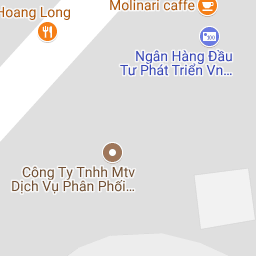 Molinari caffe
Hoang Long
Ngân Hàng Đầu
Tư Phát Triển Vn...
Công Ty Tnhh Mtv
Dịch Vụ Phân Phối...